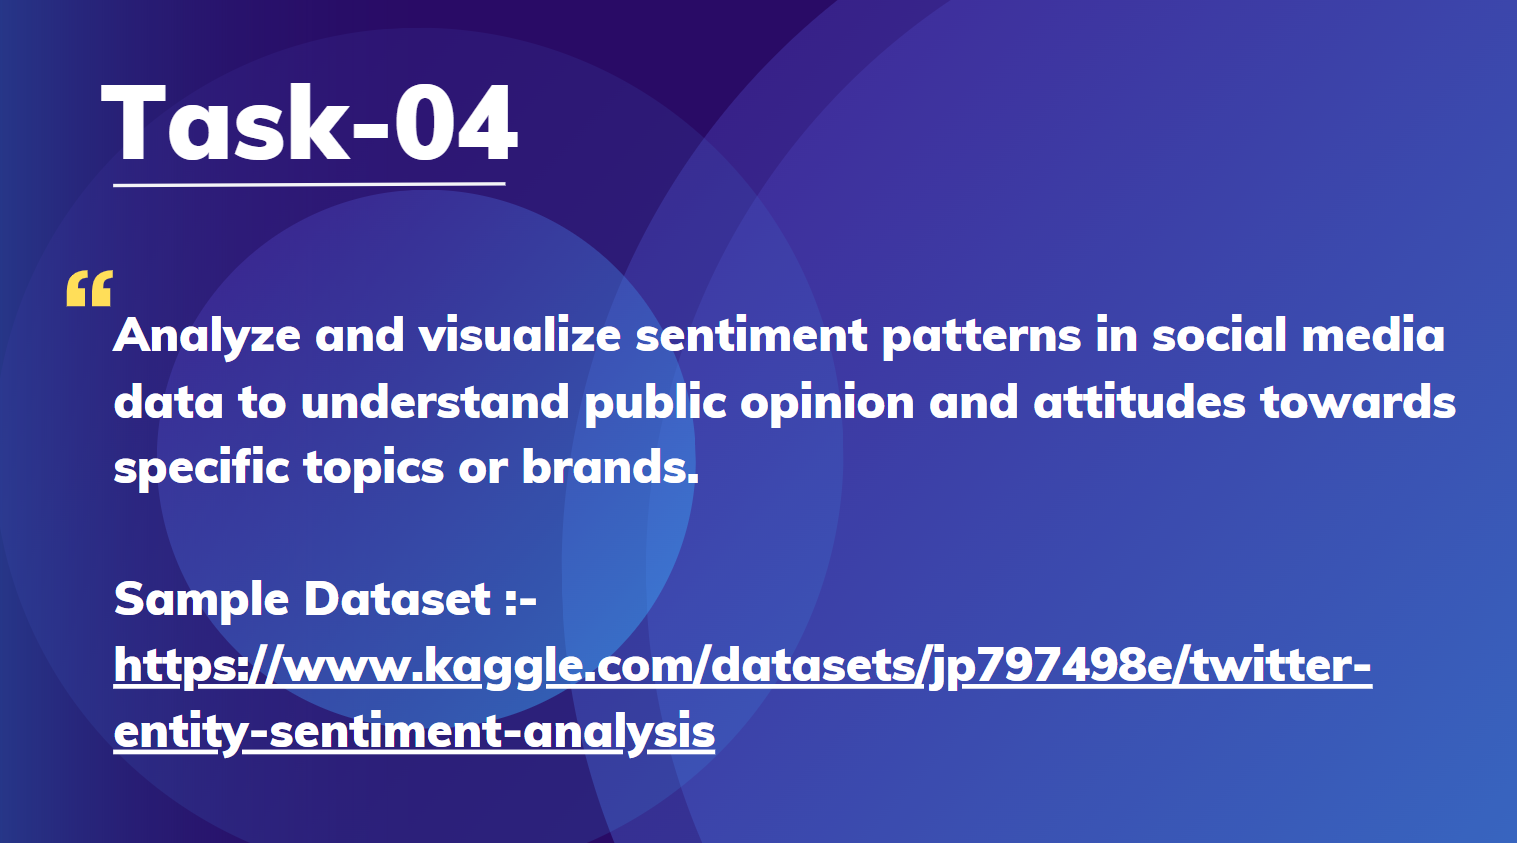 Task-04
“
Analyze and visualize sentiment patterns in social media
data to understand public opinion and attitudes towards
specific topics or brands.
Sample Dataset :-
https://www.kaggle.com/datasets/jp797498e/twitter-
entity-sentiment-analysis